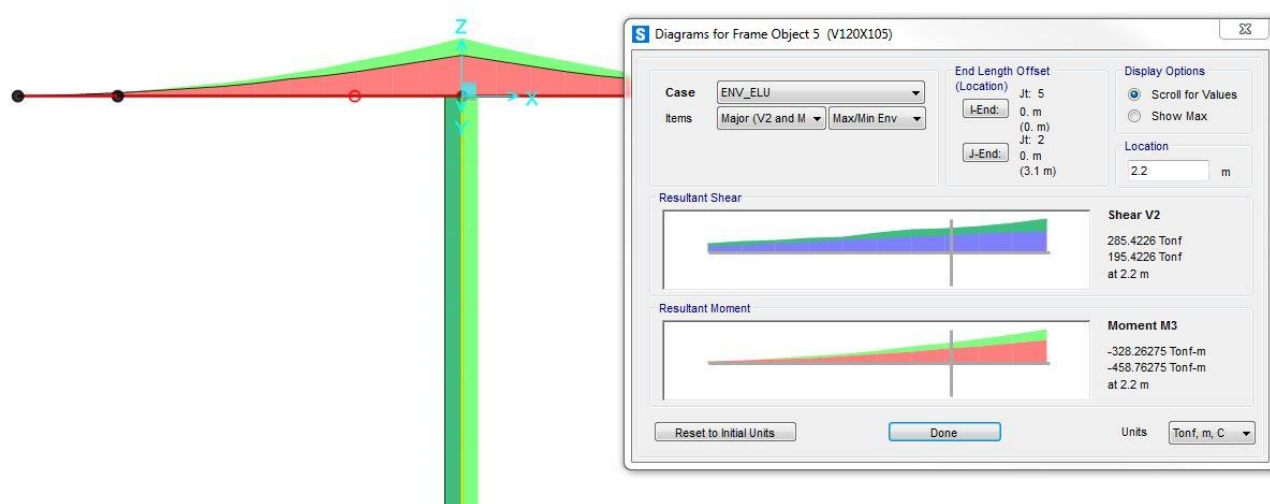 Z
X
Y
S Diagrams for Frame Object 5 (V120X105)
Case ENV_ELU
Items Major (V2 and M Max/Min Env
End Length Offset
(Location)
Jt: 5
I-End: 0. m
(0. m)
Jt: 2
J-End: 0. m
(3.1 m)
Display Options
Scroll for Values
Show Max
Location
2.2 m
Resultant Shear
Shear V2
285.4226 Tonf
195.4226 Tonf
at 2.2 m
Resultant Moment
Moment M3
-328.26275 Tonf-m
-458.76275 Tonf-m
at 2.2 m
Reset to Initial Units Done Units Tonf, m, C